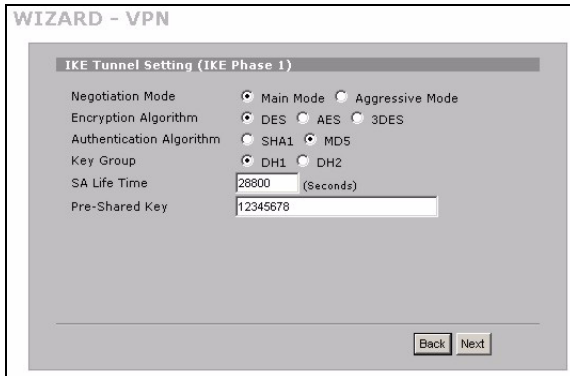 WIZARD - VPN
IKE Tunnel Setting (IKE Phase 1)
Negotiation Mode Main Mode Aggressive Mode
Encryption Algorithm DES AES 3DES
Authentication Algorithm SHA1 MD5
Key Group DH1 DH2
SA Life Time 28800 (Seconds)
Pre-Shared Key 12345678
Back Next